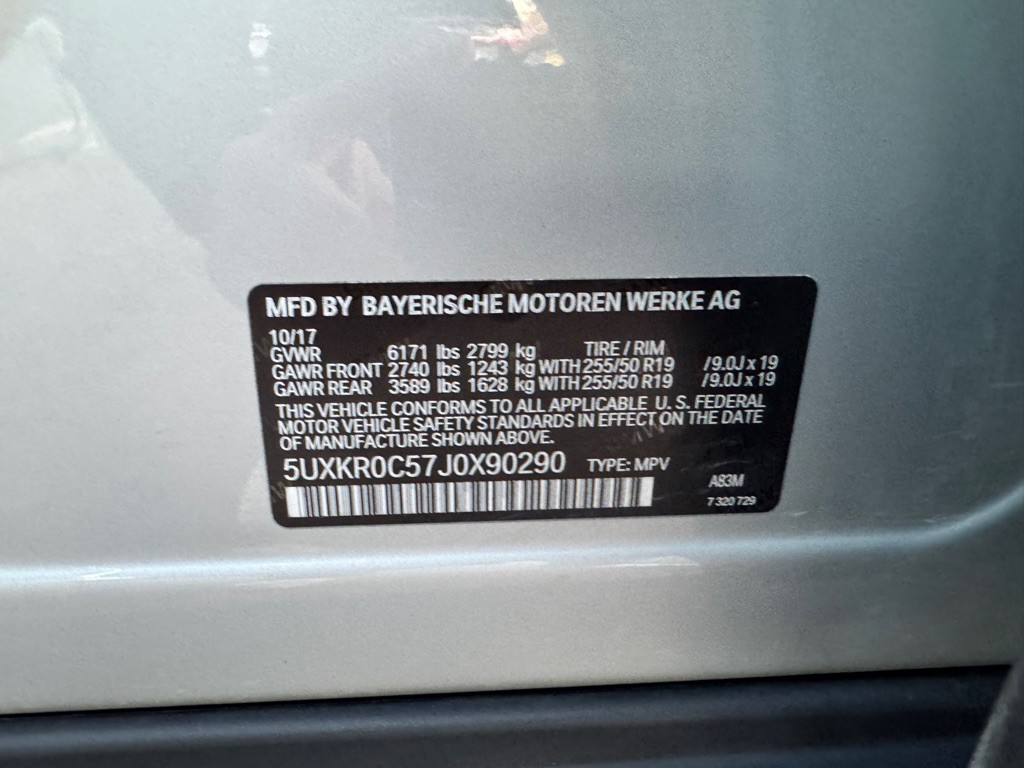 MFD BY BAYERISCHE MOTOREN WERKE AG
10/17
GVWR 6171 lbs 2799 kg TIRE / RIM
GAWR FRONT 2740 lbs 1243 kg WITH 255/50 R19 /9.0J x 19
GAWR REAR 3589 lbs 1628 kg WITH 255/50 R19 /9.0J x 19
THIS VEHICLE CONFORMS TO ALL APPLICABLE U.S. FEDERAL
MOTOR VEHICLE SAFETY STANDARDS IN EFFECT ON THE DATE
OF MANUFACTURE SHOWN ABOVE.
5UXKR0C57J0X90290 TYPE: MPV
A83M
7 320 729